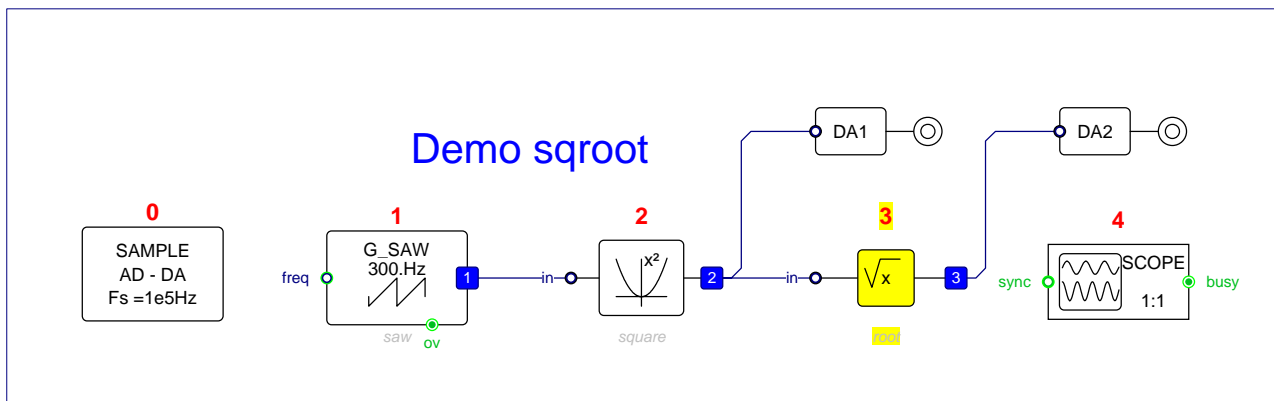 DA1
DA2
Demo sqroot
0
1
2
3
4
SAMPLE
AD - DA
Fs =1e5Hz
freq
G_SAW
300.Hz
1
saw
ov
in
x²
2
square
in
√x
3
root
sync
SCOPE
1:1
busy